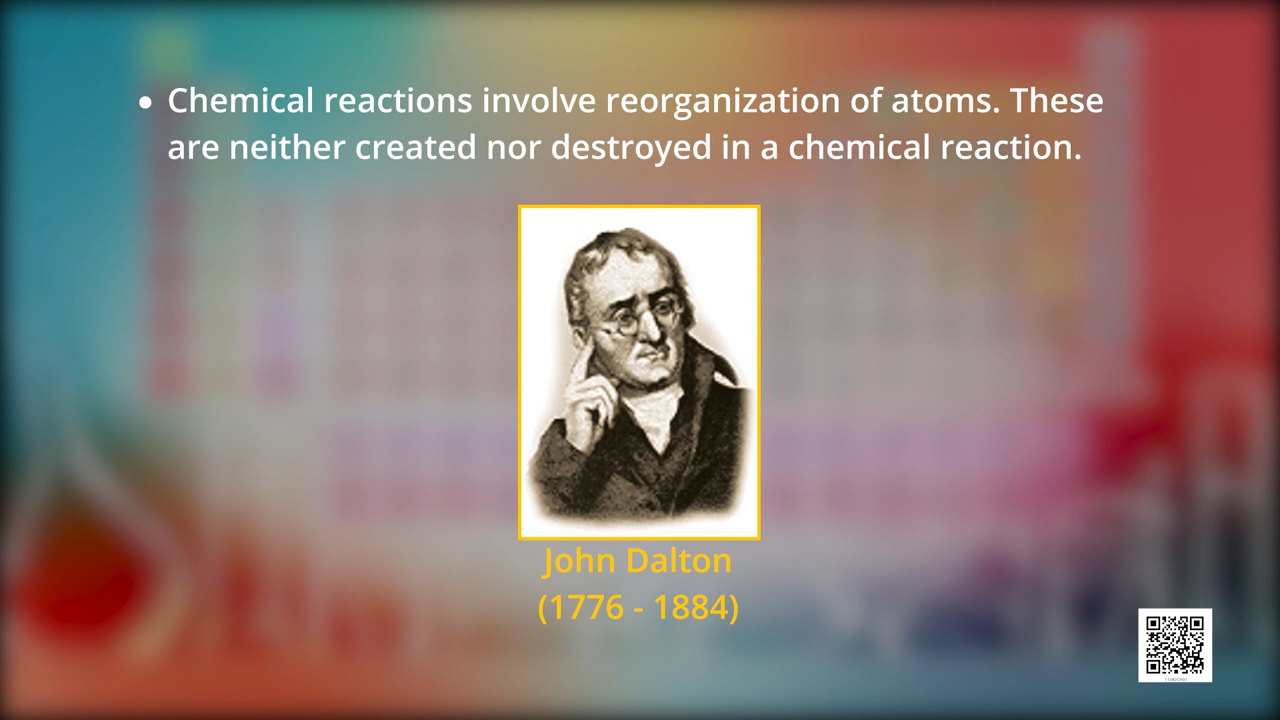 • Chemical reactions involve reorganization of atoms. These
are neither created nor destroyed in a chemical reaction.
John Dalton
(1776 - 1884)